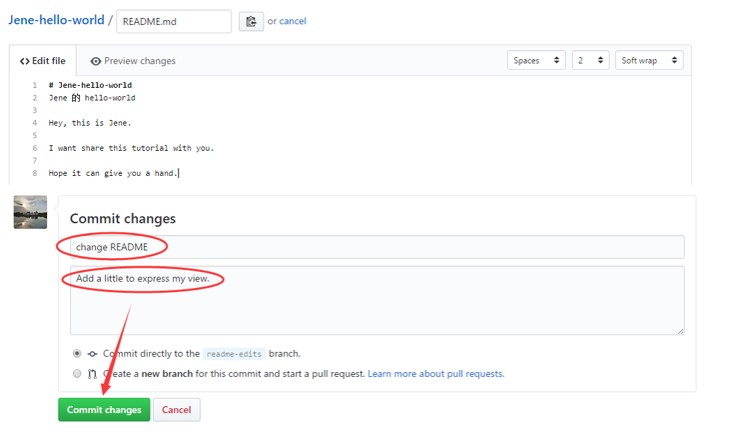 Jene-hello-world / README.md or cancel
Edit file Preview changes Spaces 2 Soft wrap
1 # Jene-hello-world
2 Jene 的 hello-world
3
4 Hey, this is Jene.
5
6 I want share this tutorial with you.
7
8 Hope it can give you a hand.
Commit changes
change README
Add a little to express my view.
Commit directly to the readme-edits branch.
Create a new branch for this commit and start a pull request. Learn more about pull requests.
Commit changes Cancel